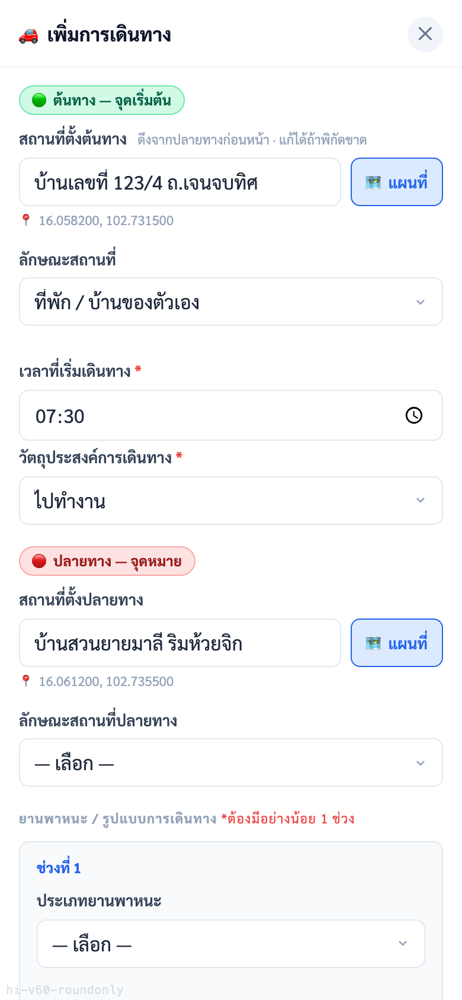 เพิ่มการเดินทาง
ต้นทาง — จุดเริ่มต้น
สถานที่ตั้งต้นทาง ดึงจากปลายทางก่อนหน้า · แก้ได้ถ้าพิกัดขาด
บ้านเลขที่ 123/4 ถ.เจนจบทิศ แผนที่
16.058200, 102.731500
ลักษณะสถานที่
ที่พัก / บ้านของตัวเอง
เวลาที่เริ่มเดินทาง *
07:30
วัตถุประสงค์การเดินทาง *
ไปทำงาน
ปลายทาง — จุดหมาย
สถานที่ตั้งปลายทาง
บ้านสวนยายมาลี ริมห้วยจิก แผนที่
16.061200, 102.735500
ลักษณะสถานที่ปลายทาง
— เลือก —
ยานพาหนะ / รูปแบบการเดินทาง *ต้องมีอย่างน้อย 1 ช่วง
ช่วงที่ 1
ประเภทยานพาหนะ
— เลือก —
hi-v60-roundonly